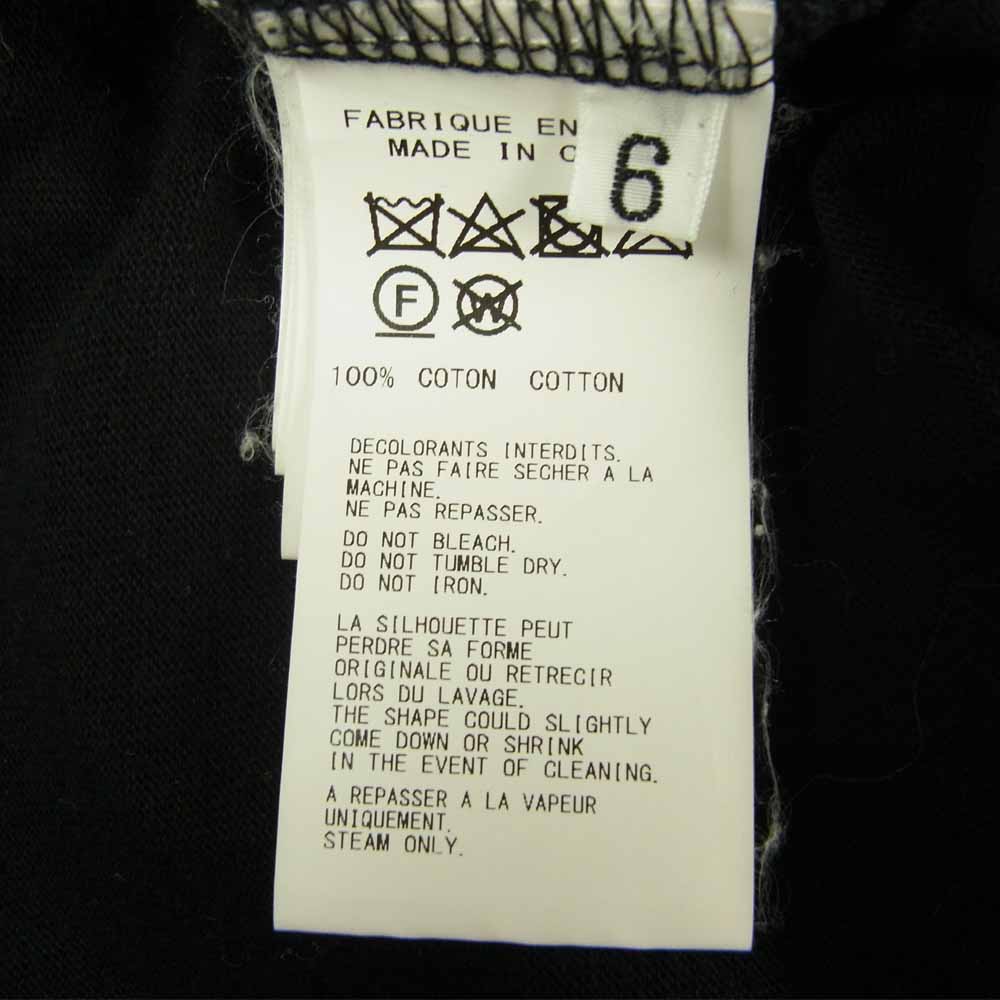 FABRIQUE EN
MADE IN
6
F W
100% COTON COTTON
DECOLORANTS INTERDITS.
NE PAS FAIRE SECHER A LA
MACHINE.
NE PAS REPASSER.
DO NOT BLEACH.
DO NOT TUMBLE DRY.
DO NOT IRON.
LA SILHOUETTE PEUT
PERDRE SA FORME
ORIGINALE OU RETRECIR
LORS DU LAVAGE.
THE SHAPE COULD SLIGHTLY
COME DOWN OR SHRINK
IN THE EVENT OF CLEANING.
A REPASSER A LA VAPEUR
UNIQUEMENT.
STEAM ONLY.